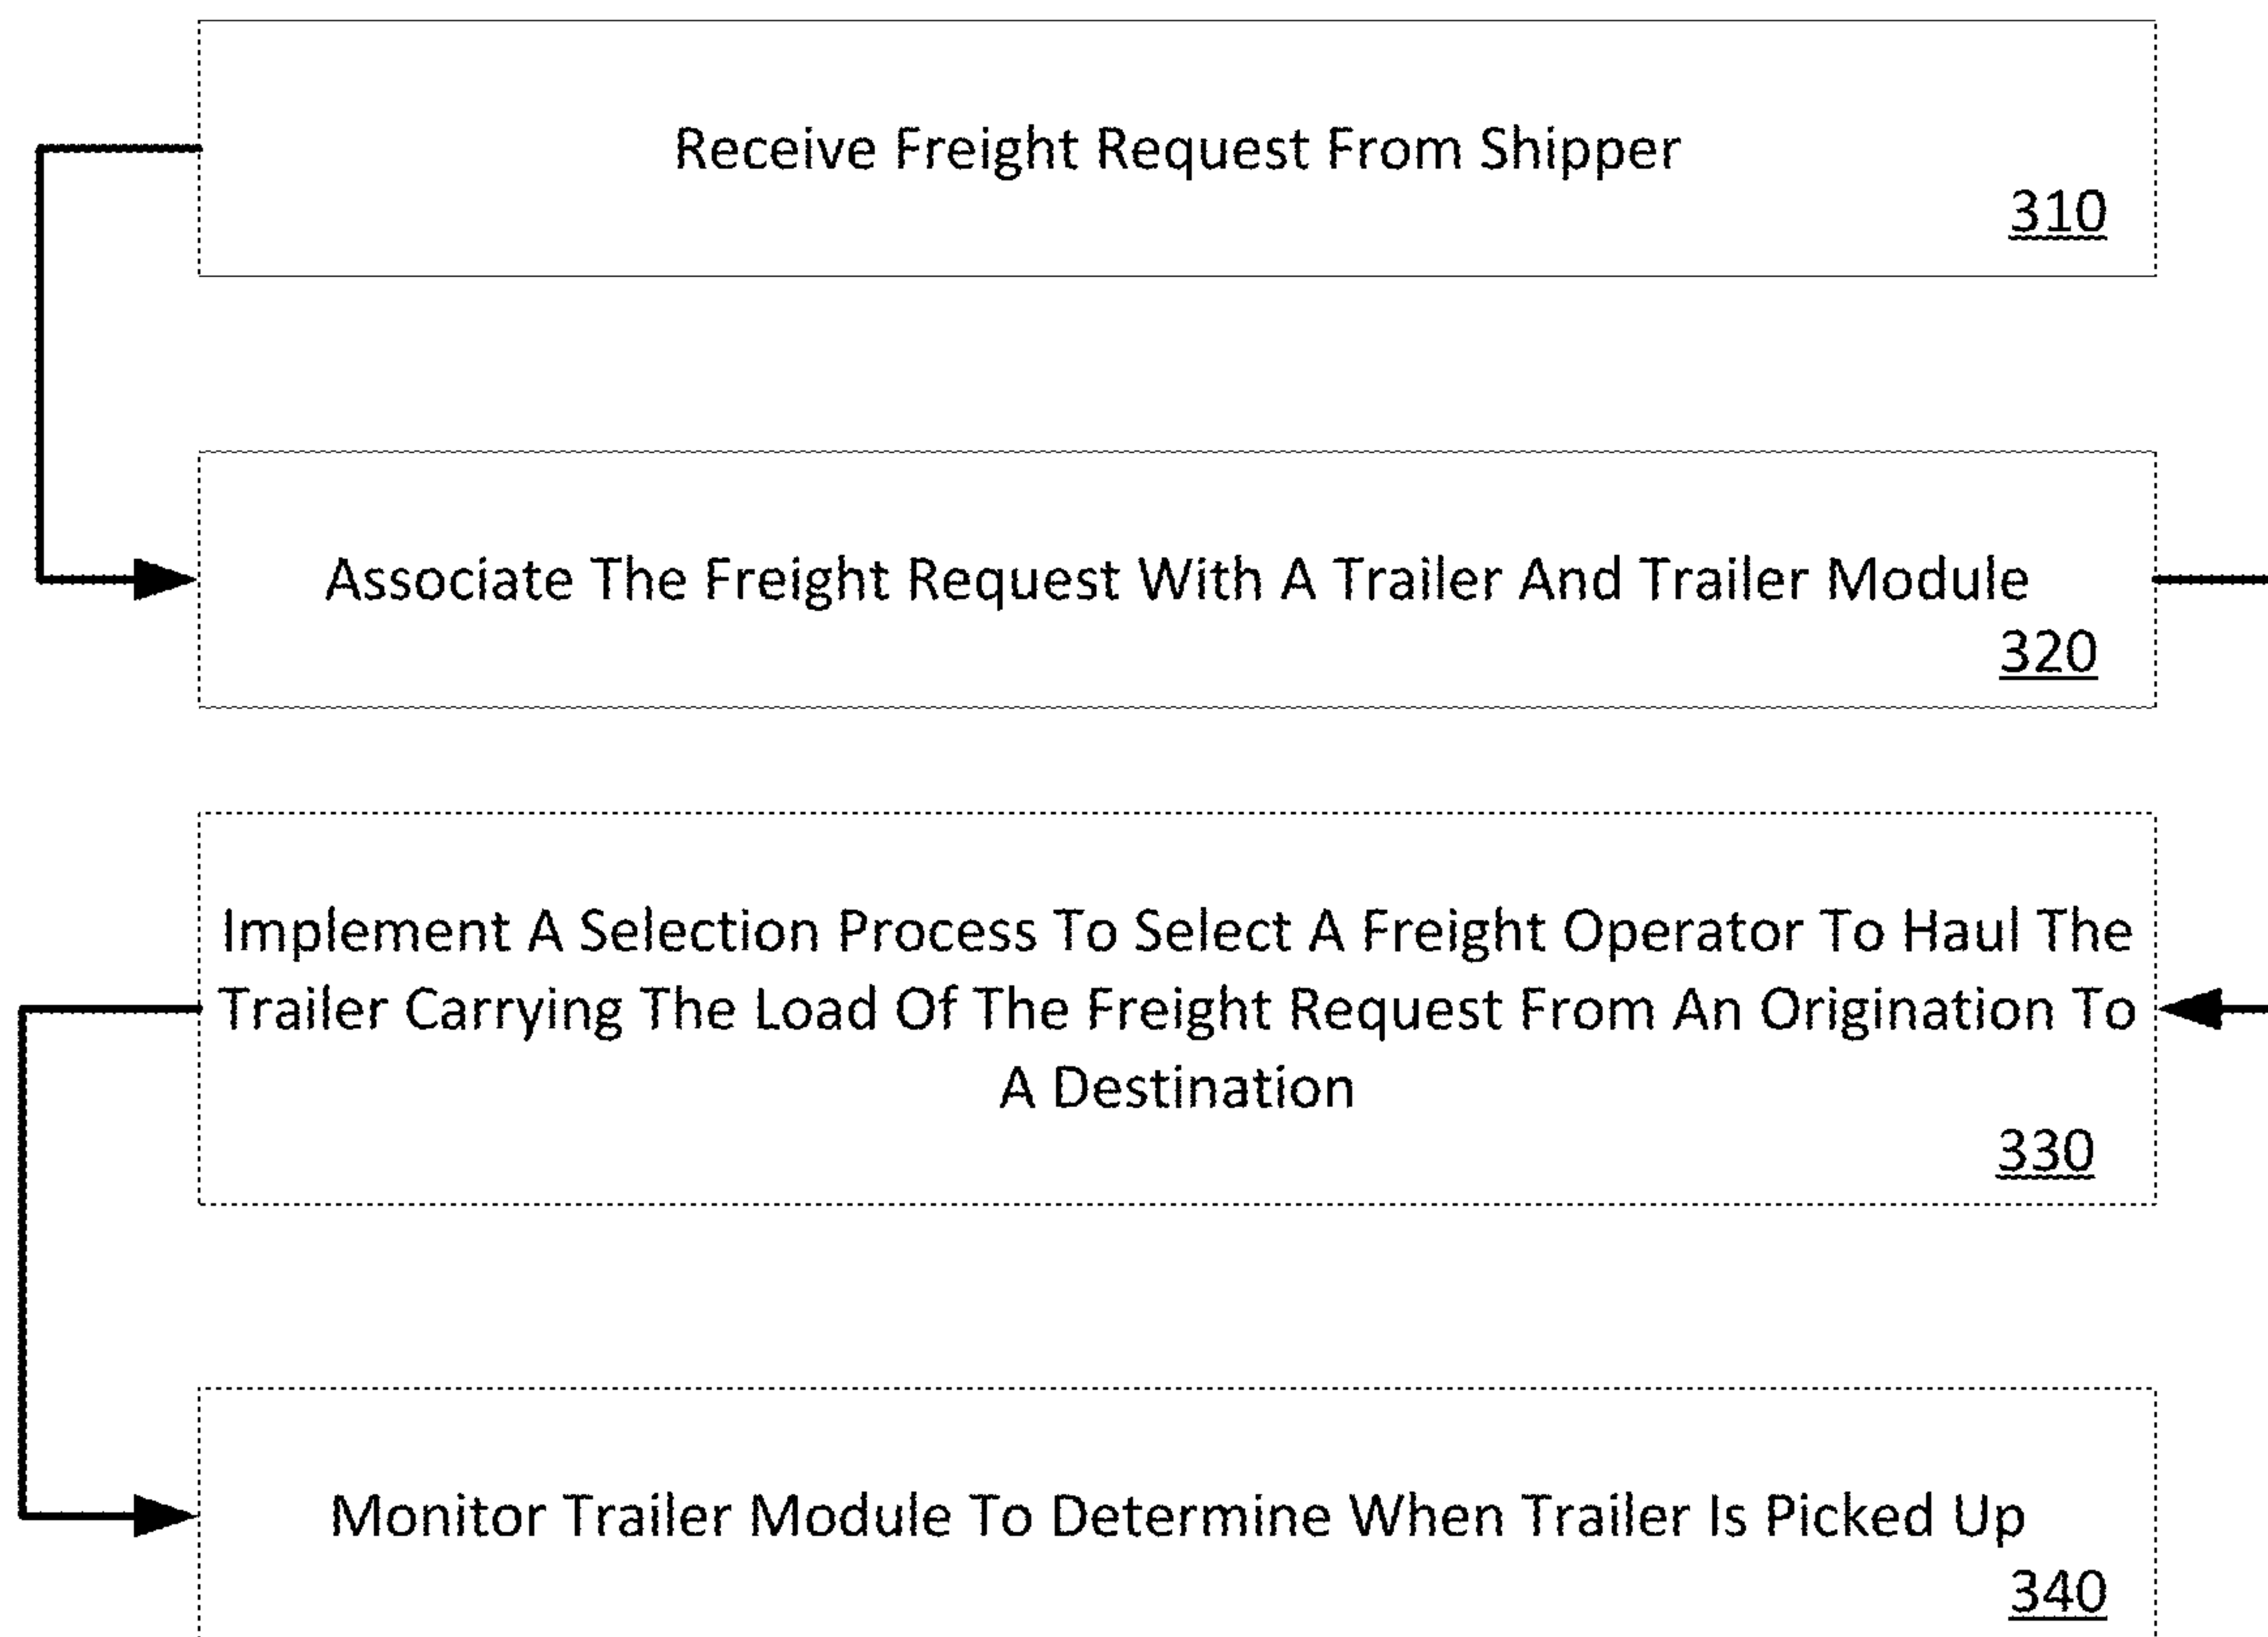 Receive Freight Request From Shipper
310
Associate The Freight Request With A Trailer And Trailer Module
320
Implement A Selection Process To Select A Freight Operator To Haul The
Trailer Carrying The Load Of The Freight Request From An Origination To
A Destination
330
Monitor Trailer Module To Determine When Trailer Is Picked Up
340